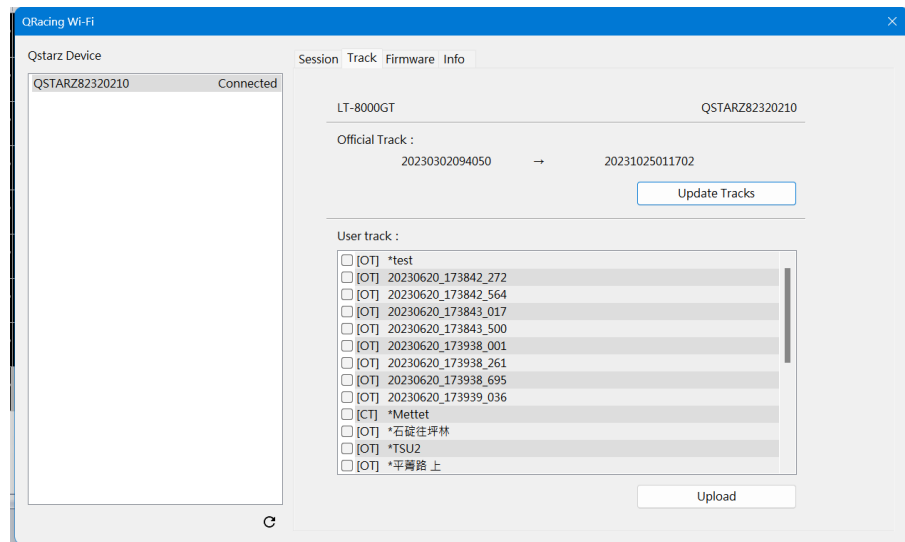 QRacing Wi-Fi
Qstarz Device
QSTARZ82320210 Connected
Session Track Firmware Info
LT-8000GT QSTARZ82320210
Official Track :
20230302094050 → 20231025011702
Update Tracks
User track :
[OT] *test
[OT] 20230620_173842_272
[OT] 20230620_173842_564
[OT] 20230620_173843_017
[OT] 20230620_173843_500
[OT] 20230620_173938_001
[OT] 20230620_173938_261
[OT] 20230620_173938_695
[OT] 20230620_173939_036
[CT] *Mettet
[OT] *石碇往坪林
[OT] *TSU2
[OT] *平菁路 上
Upload